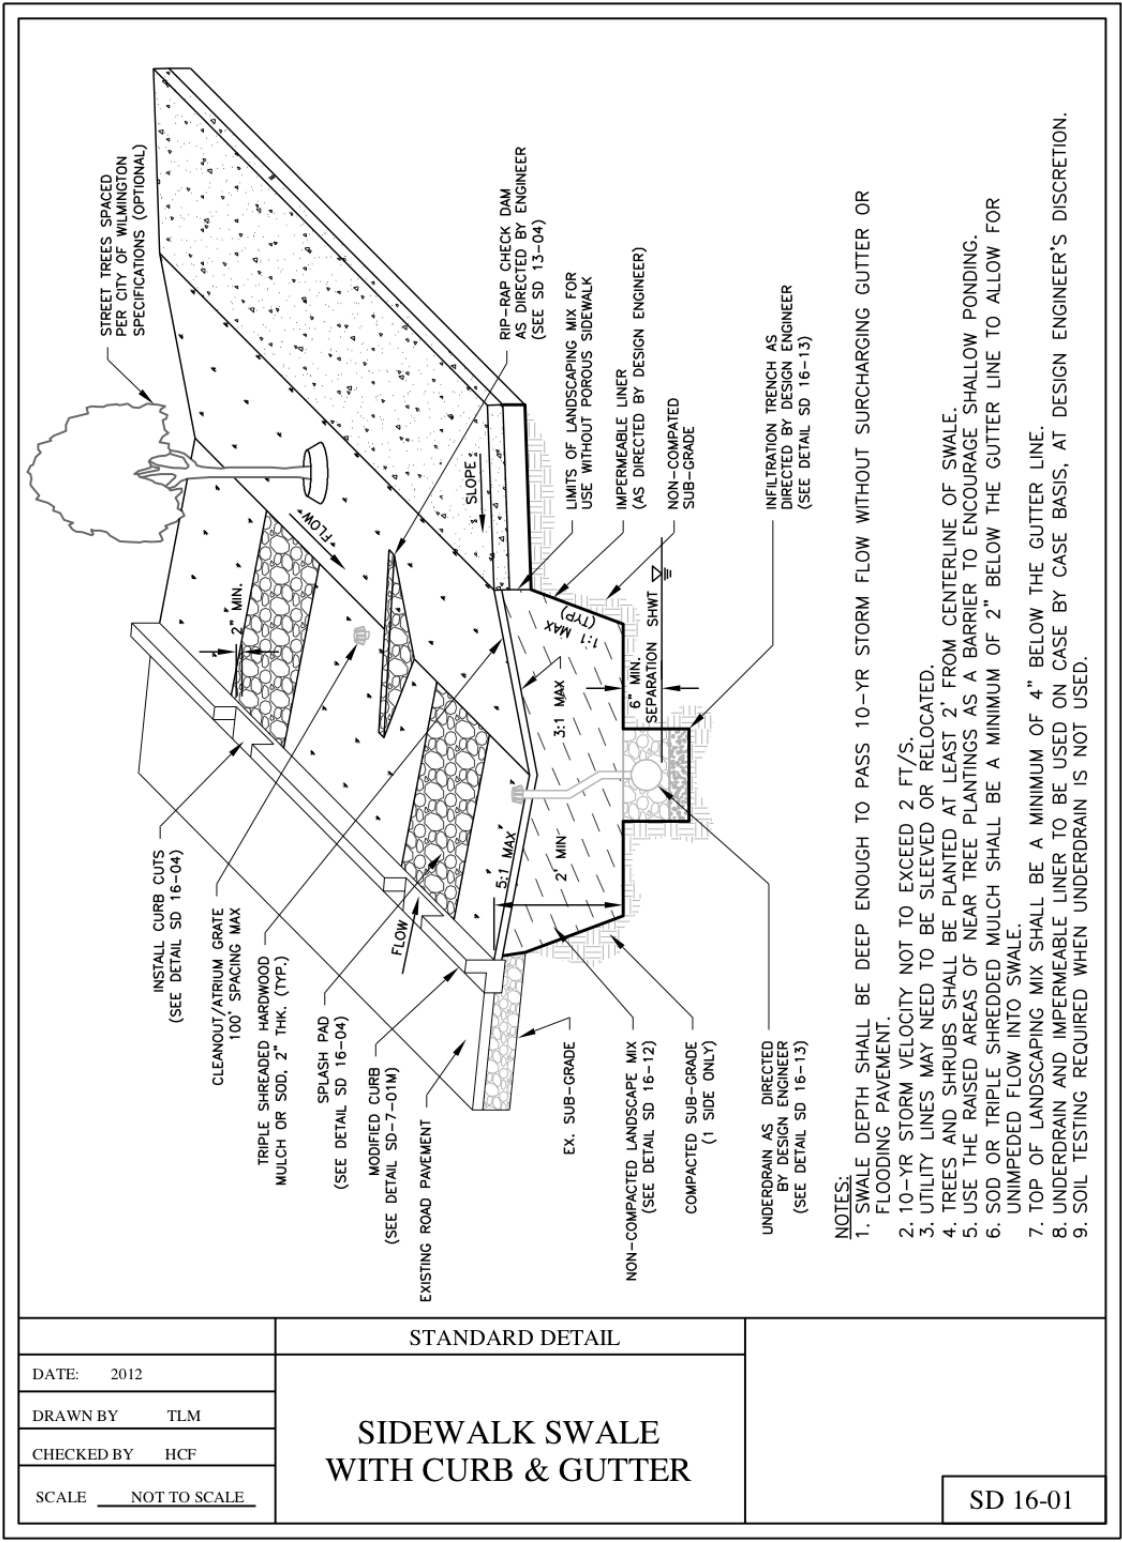 STREET TREES SPACED
PER CITY OF WILMINGTON
SPECIFICATIONS (OPTIONAL)
RIP-RAP CHECK DAM
AS DIRECTED BY ENGINEER
(SEE SD 13-04)
LIMITS OF LANDSCAPING MIX FOR
USE WITHOUT POROUS SIDEWALK
IMPERMEABLE LINER
(AS DIRECTED BY DESIGN ENGINEER)
NON-COMPATED
SUB-GRADE
INFILTRATION TRENCH AS
DIRECTED BY DESIGN ENGINEER
(SEE DETAIL SD 16-13)
SLOPE
FLOW
2" MIN.
1:1 MAX
(TYP)
3:1 MAX
6" MIN.
SEPARATION
SHWT
5:1 MAX
2' MIN
FLOW
INSTALL CURB CUTS
(SEE DETAIL SD 16-04)
CLEANOUT/ATRIUM GRATE
100' SPACING MAX
TRIPLE SHREADED HARDWOOD
MULCH OR SOD, 2" THK. (TYP.)
SPLASH PAD
(SEE DETAIL SD 16-04)
MODIFIED CURB
(SEE DETAIL SD-7-01M)
EXISTING ROAD PAVEMENT
EX. SUB-GRADE
NON-COMPACTED LANDSCAPE MIX
(SEE DETAIL SD 16-12)
COMPACTED SUB-GRADE
(1 SIDE ONLY)
UNDERDRAIN AS DIRECTED
BY DESIGN ENGINEER
(SEE DETAIL SD 16-13)
NOTES:
1. SWALE DEPTH SHALL BE DEEP ENOUGH TO PASS 10-YR STORM FLOW WITHOUT SURCHARGING GUTTER OR
FLOODING PAVEMENT.
2. 10-YR STORM VELOCITY NOT TO EXCEED 2 FT/S.
3. UTILITY LINES MAY NEED TO BE SLEEVED OR RELOCATED.
4. TREES AND SHRUBS SHALL BE PLANTED AT LEAST 2' FROM CENTERLINE OF SWALE.
5. USE THE RAISED AREAS OF NEAR TREE PLANTINGS AS A BARRIER TO ENCOURAGE SHALLOW PONDING.
6. SOD OR TRIPLE SHREDDED MULCH SHALL BE A MINIMUM OF 2" BELOW THE GUTTER LINE TO ALLOW FOR
UNIMPEDED FLOW INTO SWALE.
7. TOP OF LANDSCAPING MIX SHALL BE A MINIMUM OF 4" BELOW THE GUTTER LINE.
8. UNDERDRAIN AND IMPERMEABLE LINER TO BE USED ON CASE BY CASE BASIS, AT DESIGN ENGINEER'S DISCRETION.
9. SOIL TESTING REQUIRED WHEN UNDERDRAIN IS NOT USED.
STANDARD DETAIL
DATE: 2012
DRAWN BY TLM
CHECKED BY HCF
SCALE NOT TO SCALE
SIDEWALK SWALE
WITH CURB & GUTTER
SD 16-01